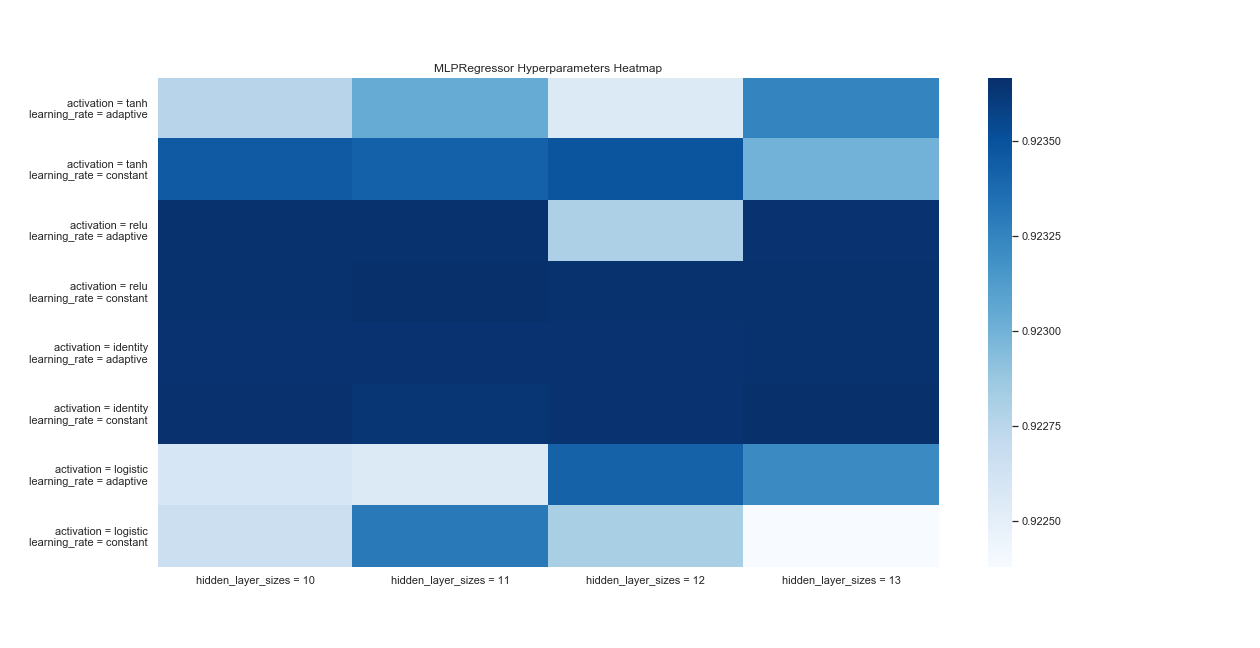 MLPRegressor Hyperparameters Heatmap
activation = tanh
learning_rate = adaptive
activation = tanh
learning_rate = constant
activation = relu
learning_rate = adaptive
activation = relu
learning_rate = constant
activation = identity
learning_rate = adaptive
activation = identity
learning_rate = constant
activation = logistic
learning_rate = adaptive
activation = logistic
learning_rate = constant
hidden_layer_sizes = 10
hidden_layer_sizes = 11
hidden_layer_sizes = 12
hidden_layer_sizes = 13
0.92350
0.92325
0.92300
0.92275
0.92250